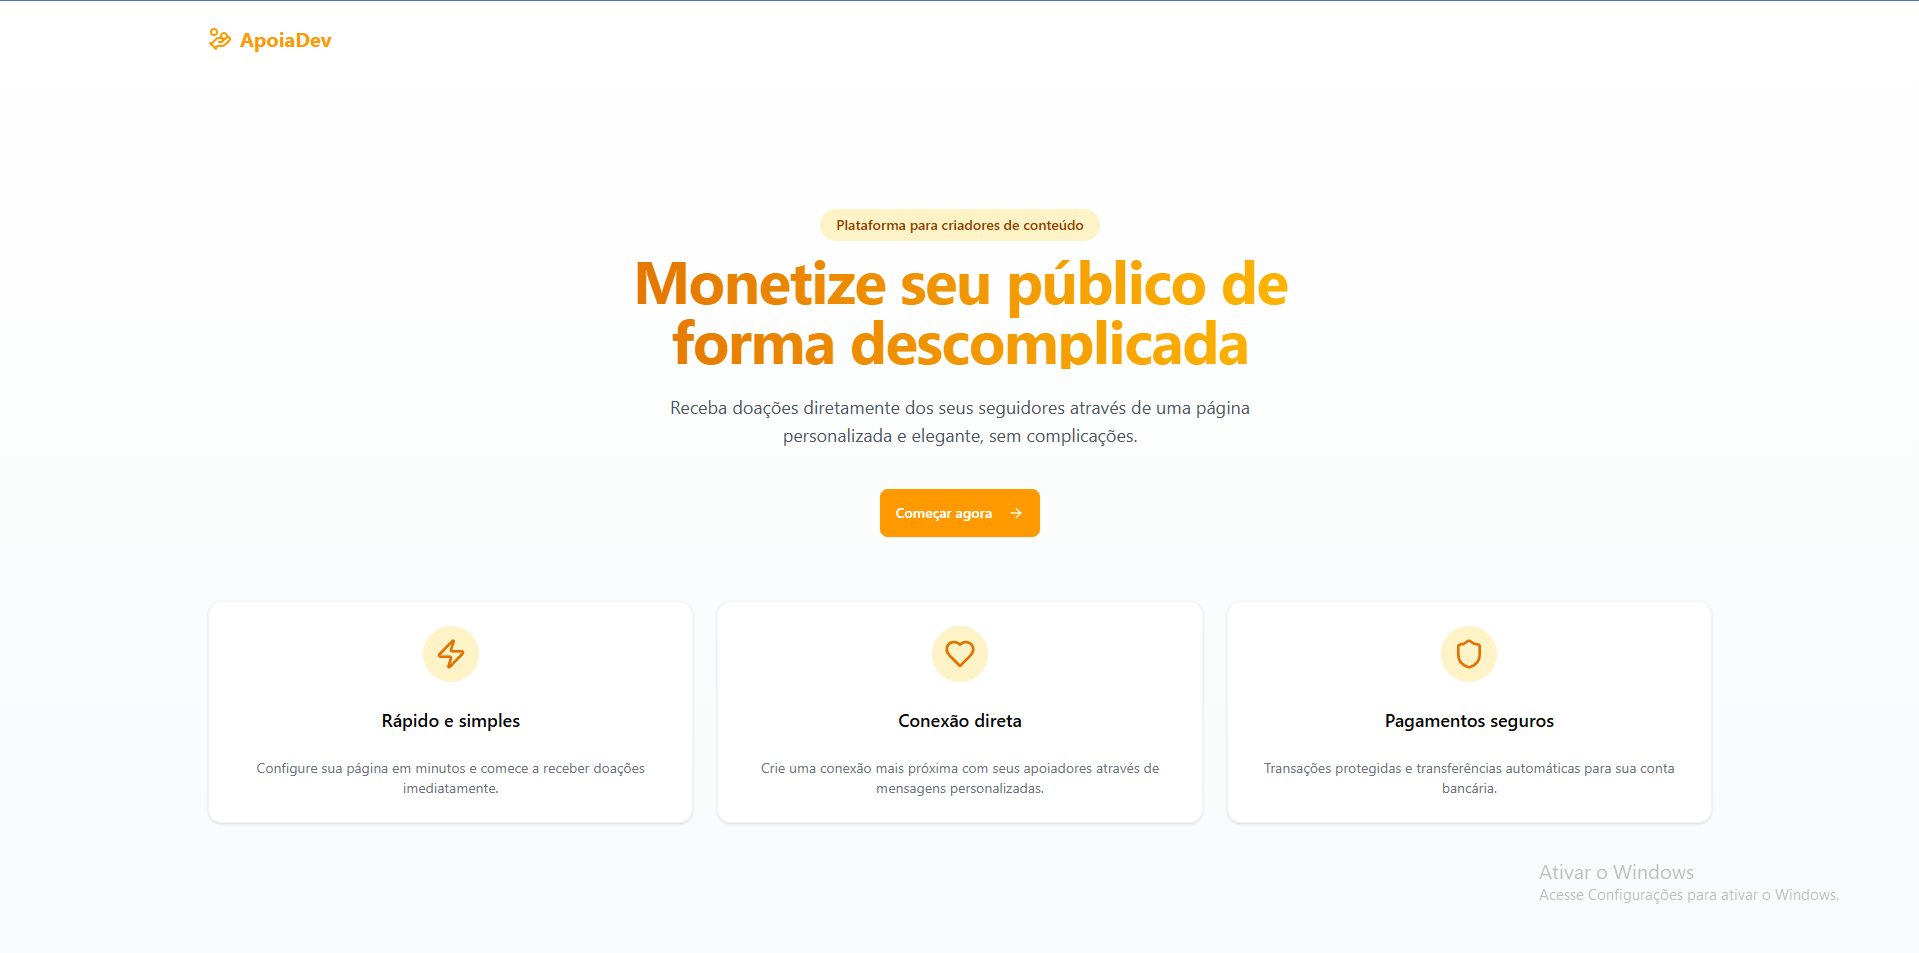 ApoiaDev
Plataforma para criadores de conteúdo
Monetize seu público de
forma descomplicada
Receba doações diretamente dos seus seguidores através de uma página
personalizada e elegante, sem complicações.
Começar agora
Rápido e simples
Configure sua página em minutos e comece a receber doações
imediatamente.
Conexão direta
Crie uma conexão mais próxima com seus apoiadores através de
mensagens personalizadas.
Pagamentos seguros
Transações protegidas e transferências automáticas para sua conta
bancária.
Ativar o Windows
Acesse Configurações para ativar o Windows.